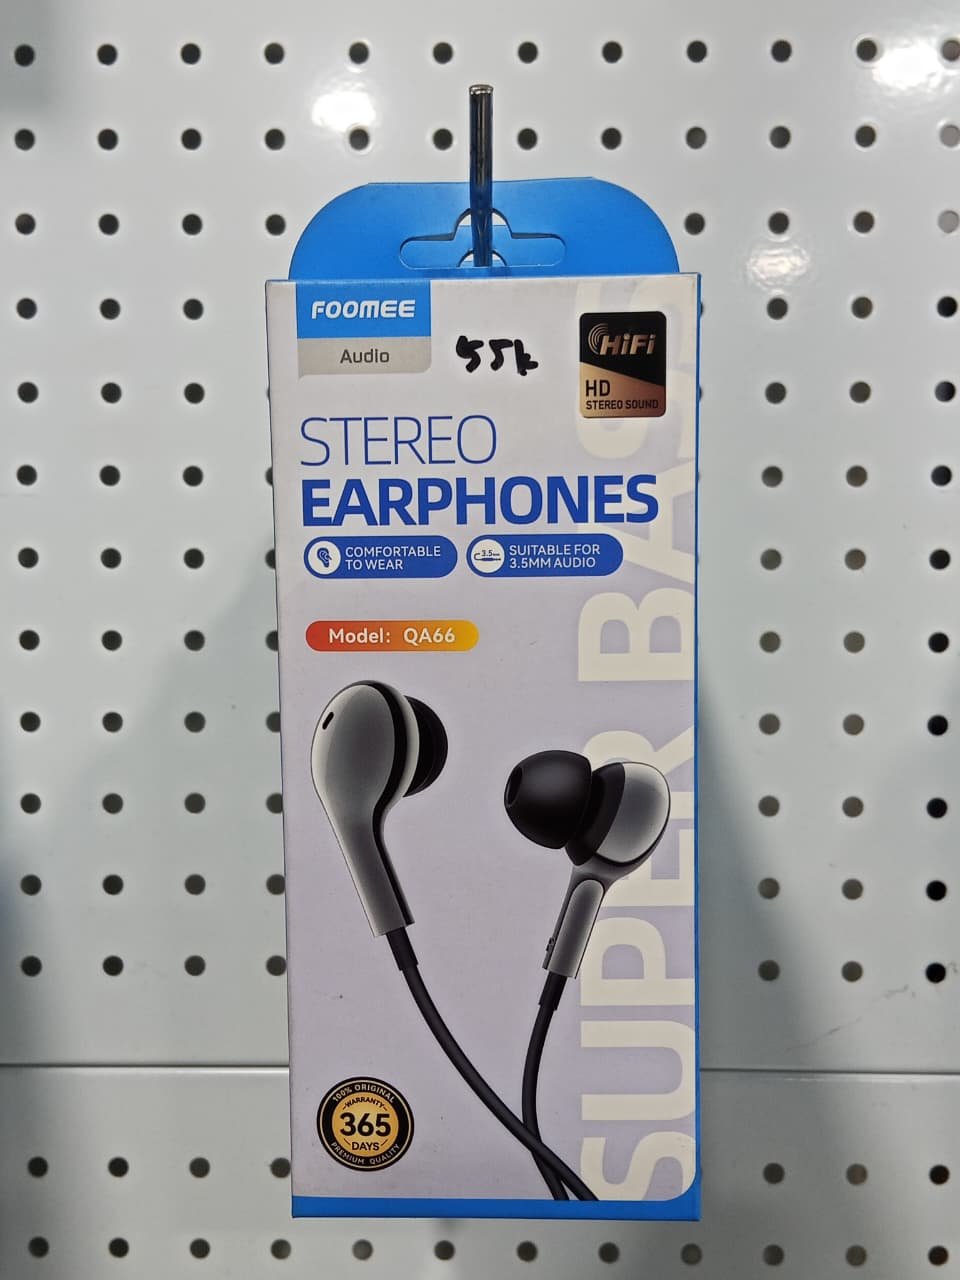 FOOMEE
Audio
55k
HiFi
HD
STEREO SOUND
STEREO
EARPHONES
COMFORTABLE
TO WEAR
3.5mm
SUITABLE FOR
3.5MM AUDIO
Model: QA66
SUPER BASS
100% ORIGINAL
WARRANTY
365
DAYS
PREMIUM QUALITY